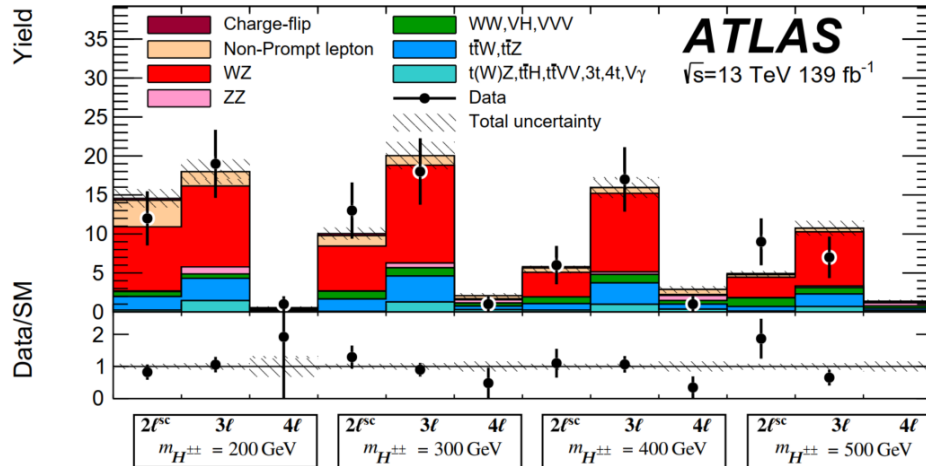 Yield
35
30
25
20
15
10
5
0
Charge-flip
Non-Prompt lepton
WZ
ZZ
WW,VH,VVV
tt̄W,tt̄Z
t(W)Z,tt̄H,tt̄VV,3t,4t,Vγ
Data
Total uncertainty
ATLAS
√s=13 TeV 139 fb⁻¹
Data/SM
2
1
0
2ℓˢᶜ 3ℓ 4ℓ 2ℓˢᶜ 3ℓ 4ℓ 2ℓˢᶜ 3ℓ 4ℓ 2ℓˢᶜ 3ℓ 4ℓ
m_H±± = 200 GeV m_H±± = 300 GeV m_H±± = 400 GeV m_H±± = 500 GeV